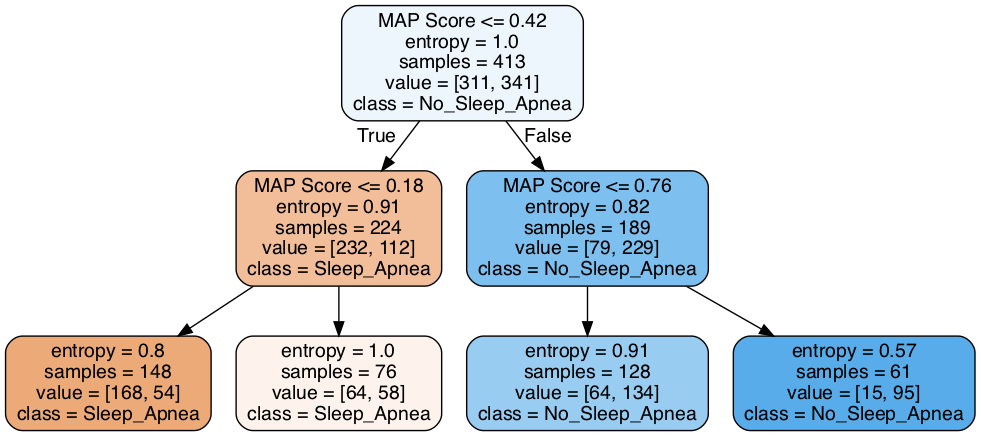 MAP Score <= 0.42
entropy = 1.0
samples = 413
value = [311, 341]
class = No_Sleep_Apnea
True
False
MAP Score <= 0.18
entropy = 0.91
samples = 224
value = [232, 112]
class = Sleep_Apnea
MAP Score <= 0.76
entropy = 0.82
samples = 189
value = [79, 229]
class = No_Sleep_Apnea
entropy = 0.8
samples = 148
value = [168, 54]
class = Sleep_Apnea
entropy = 1.0
samples = 76
value = [64, 58]
class = Sleep_Apnea
entropy = 0.91
samples = 128
value = [64, 134]
class = No_Sleep_Apnea
entropy = 0.57
samples = 61
value = [15, 95]
class = No_Sleep_Apnea